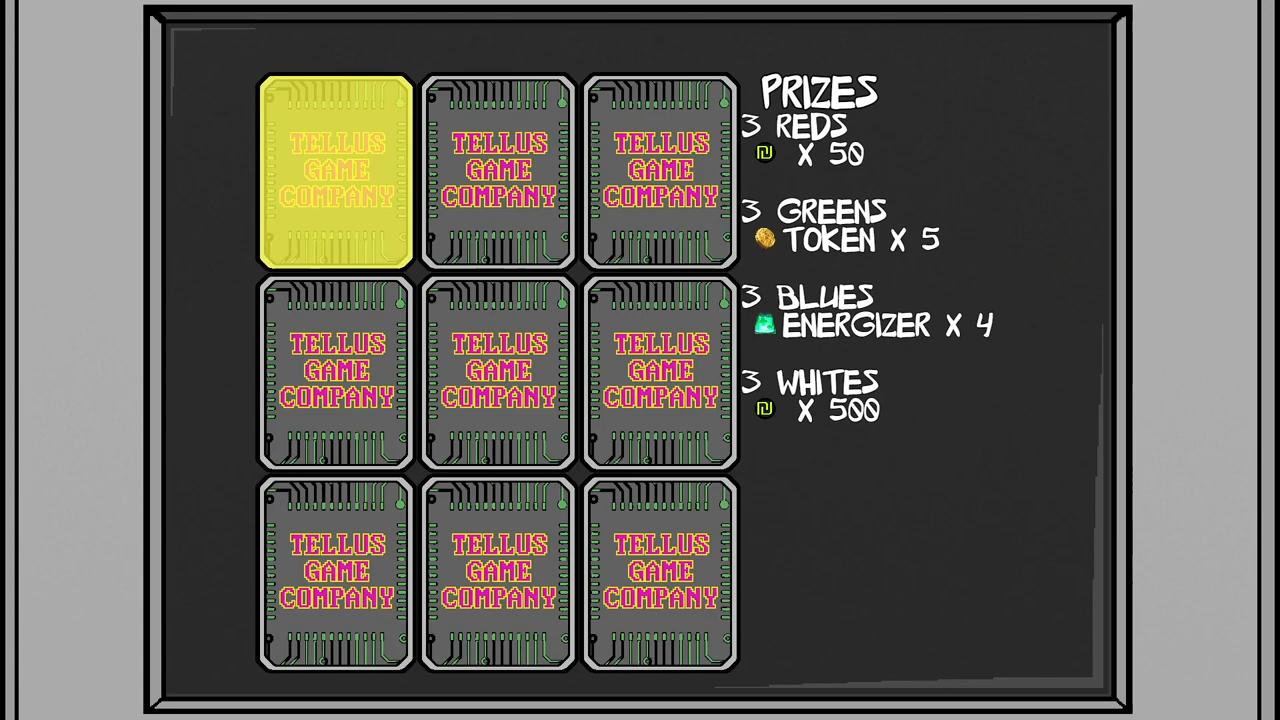 TELLUS
GAME
COMPANY
TELLUS
GAME
COMPANY
TELLUS
GAME
COMPANY
PRIZES
3 REDS
₪ X 50
3 GREENS
TOKEN X 5
3 BLUES
ENERGIZER X 4
3 WHITES
₪ X 500
TELLUS
GAME
COMPANY
TELLUS
GAME
COMPANY
TELLUS
GAME
COMPANY
TELLUS
GAME
COMPANY
TELLUS
GAME
COMPANY
TELLUS
GAME
COMPANY